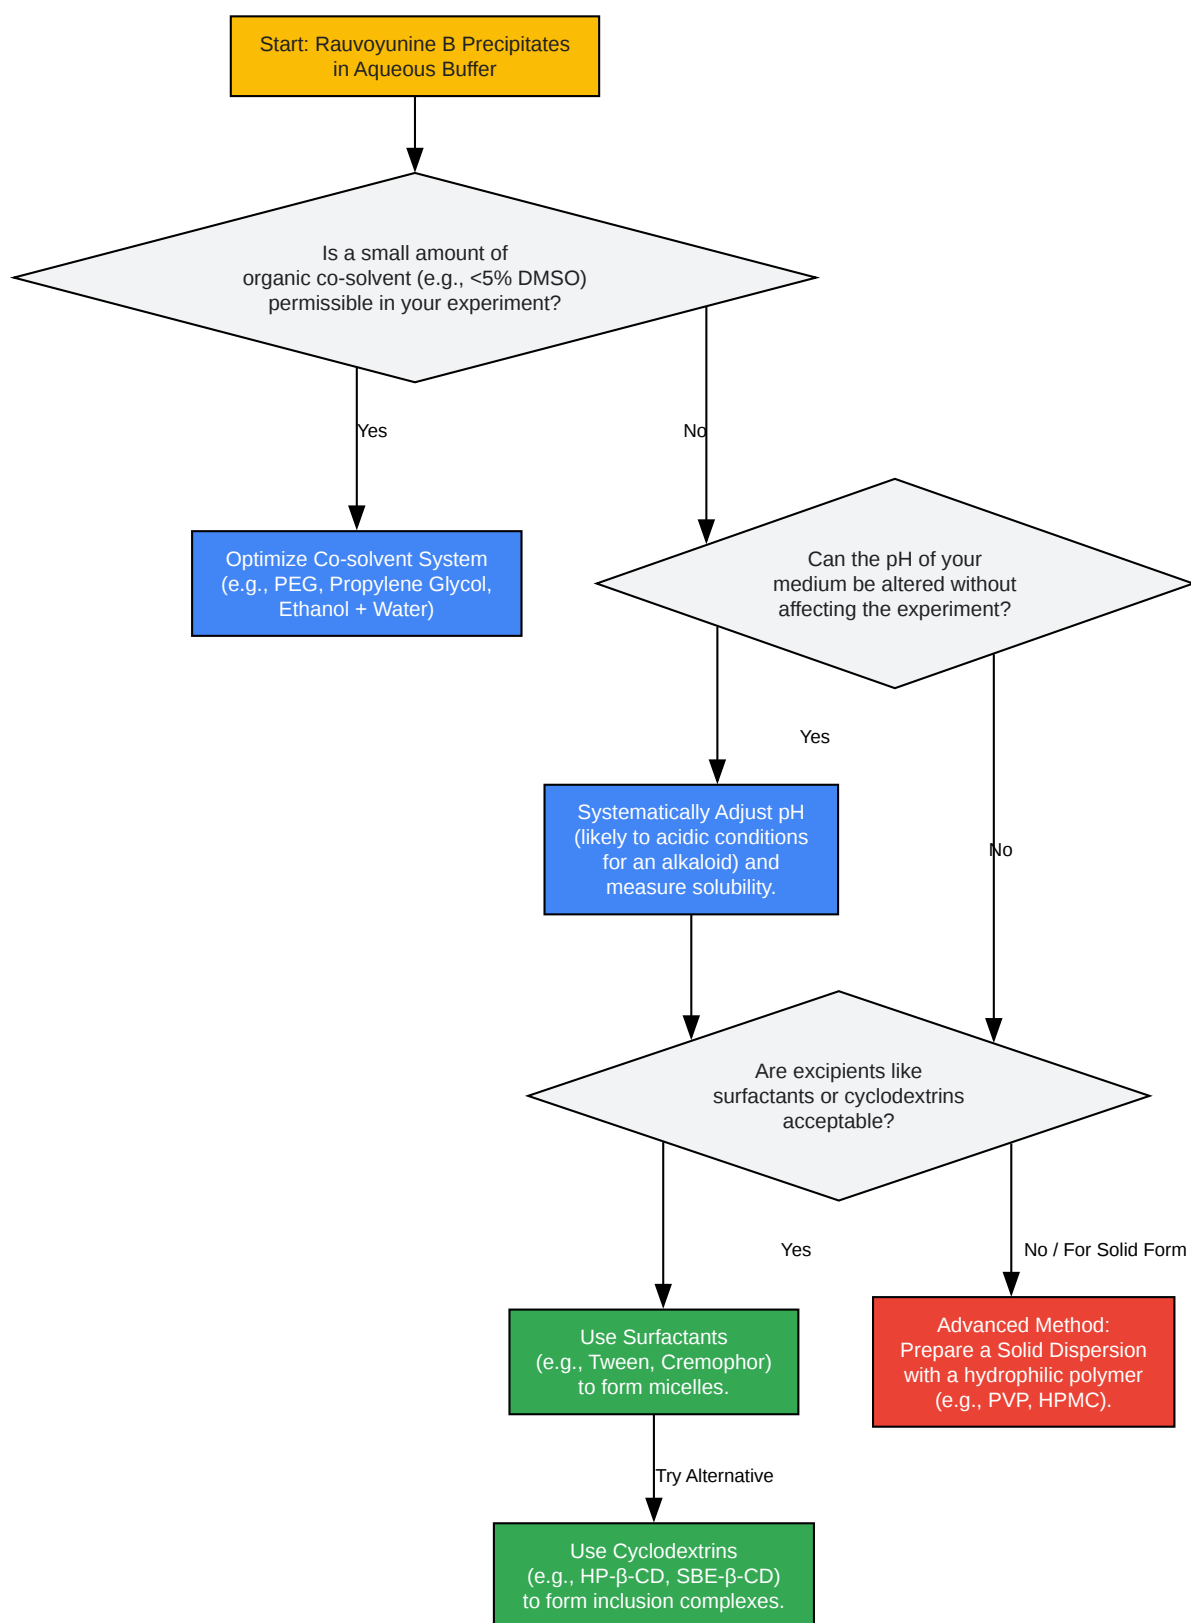 Start: Rauvoyunine B Precipitates
in Aqueous Buffer
Is a small amount of
organic co-solvent (e.g., <5% DMSO)
permissible in your experiment?
Yes
No
Optimize Co-solvent System
(e.g., PEG, Propylene Glycol,
Ethanol + Water)
Can the pH of your
medium be altered without
affecting the experiment?
Yes
Systematically Adjust pH
(likely to acidic conditions
for an alkaloid) and
measure solubility.
No
Are excipients like
surfactants or cyclodextrins
acceptable?
Yes
No / For Solid Form
Use Surfactants
(e.g., Tween, Cremophor)
to form micelles.
Advanced Method:
Prepare a Solid Dispersion
with a hydrophilic polymer
(e.g., PVP, HPMC).
Try Alternative
Use Cyclodextrins
(e.g., HP-β-CD, SBE-β-CD)
to form inclusion complexes.